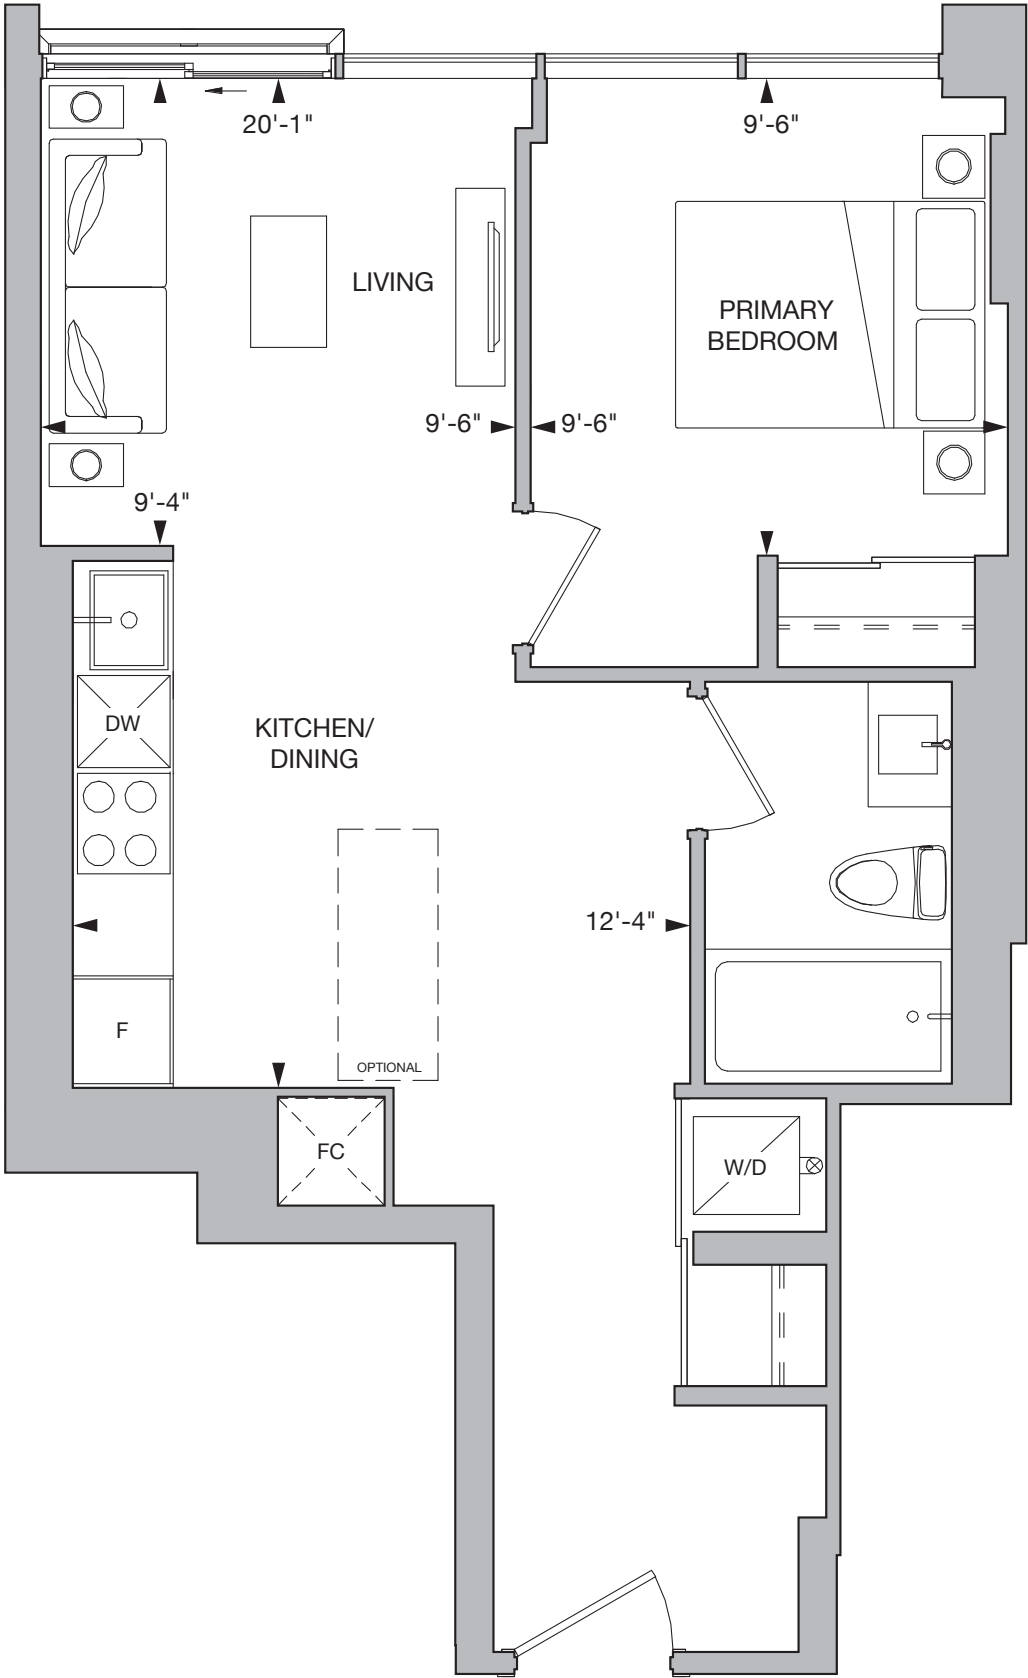 20'-1"
9'-6"
LIVING
PRIMARY
BEDROOM
9'-6"
9'-6"
9'-4"
DW
KITCHEN/
DINING
12'-4"
F
OPTIONAL
FC
W/D